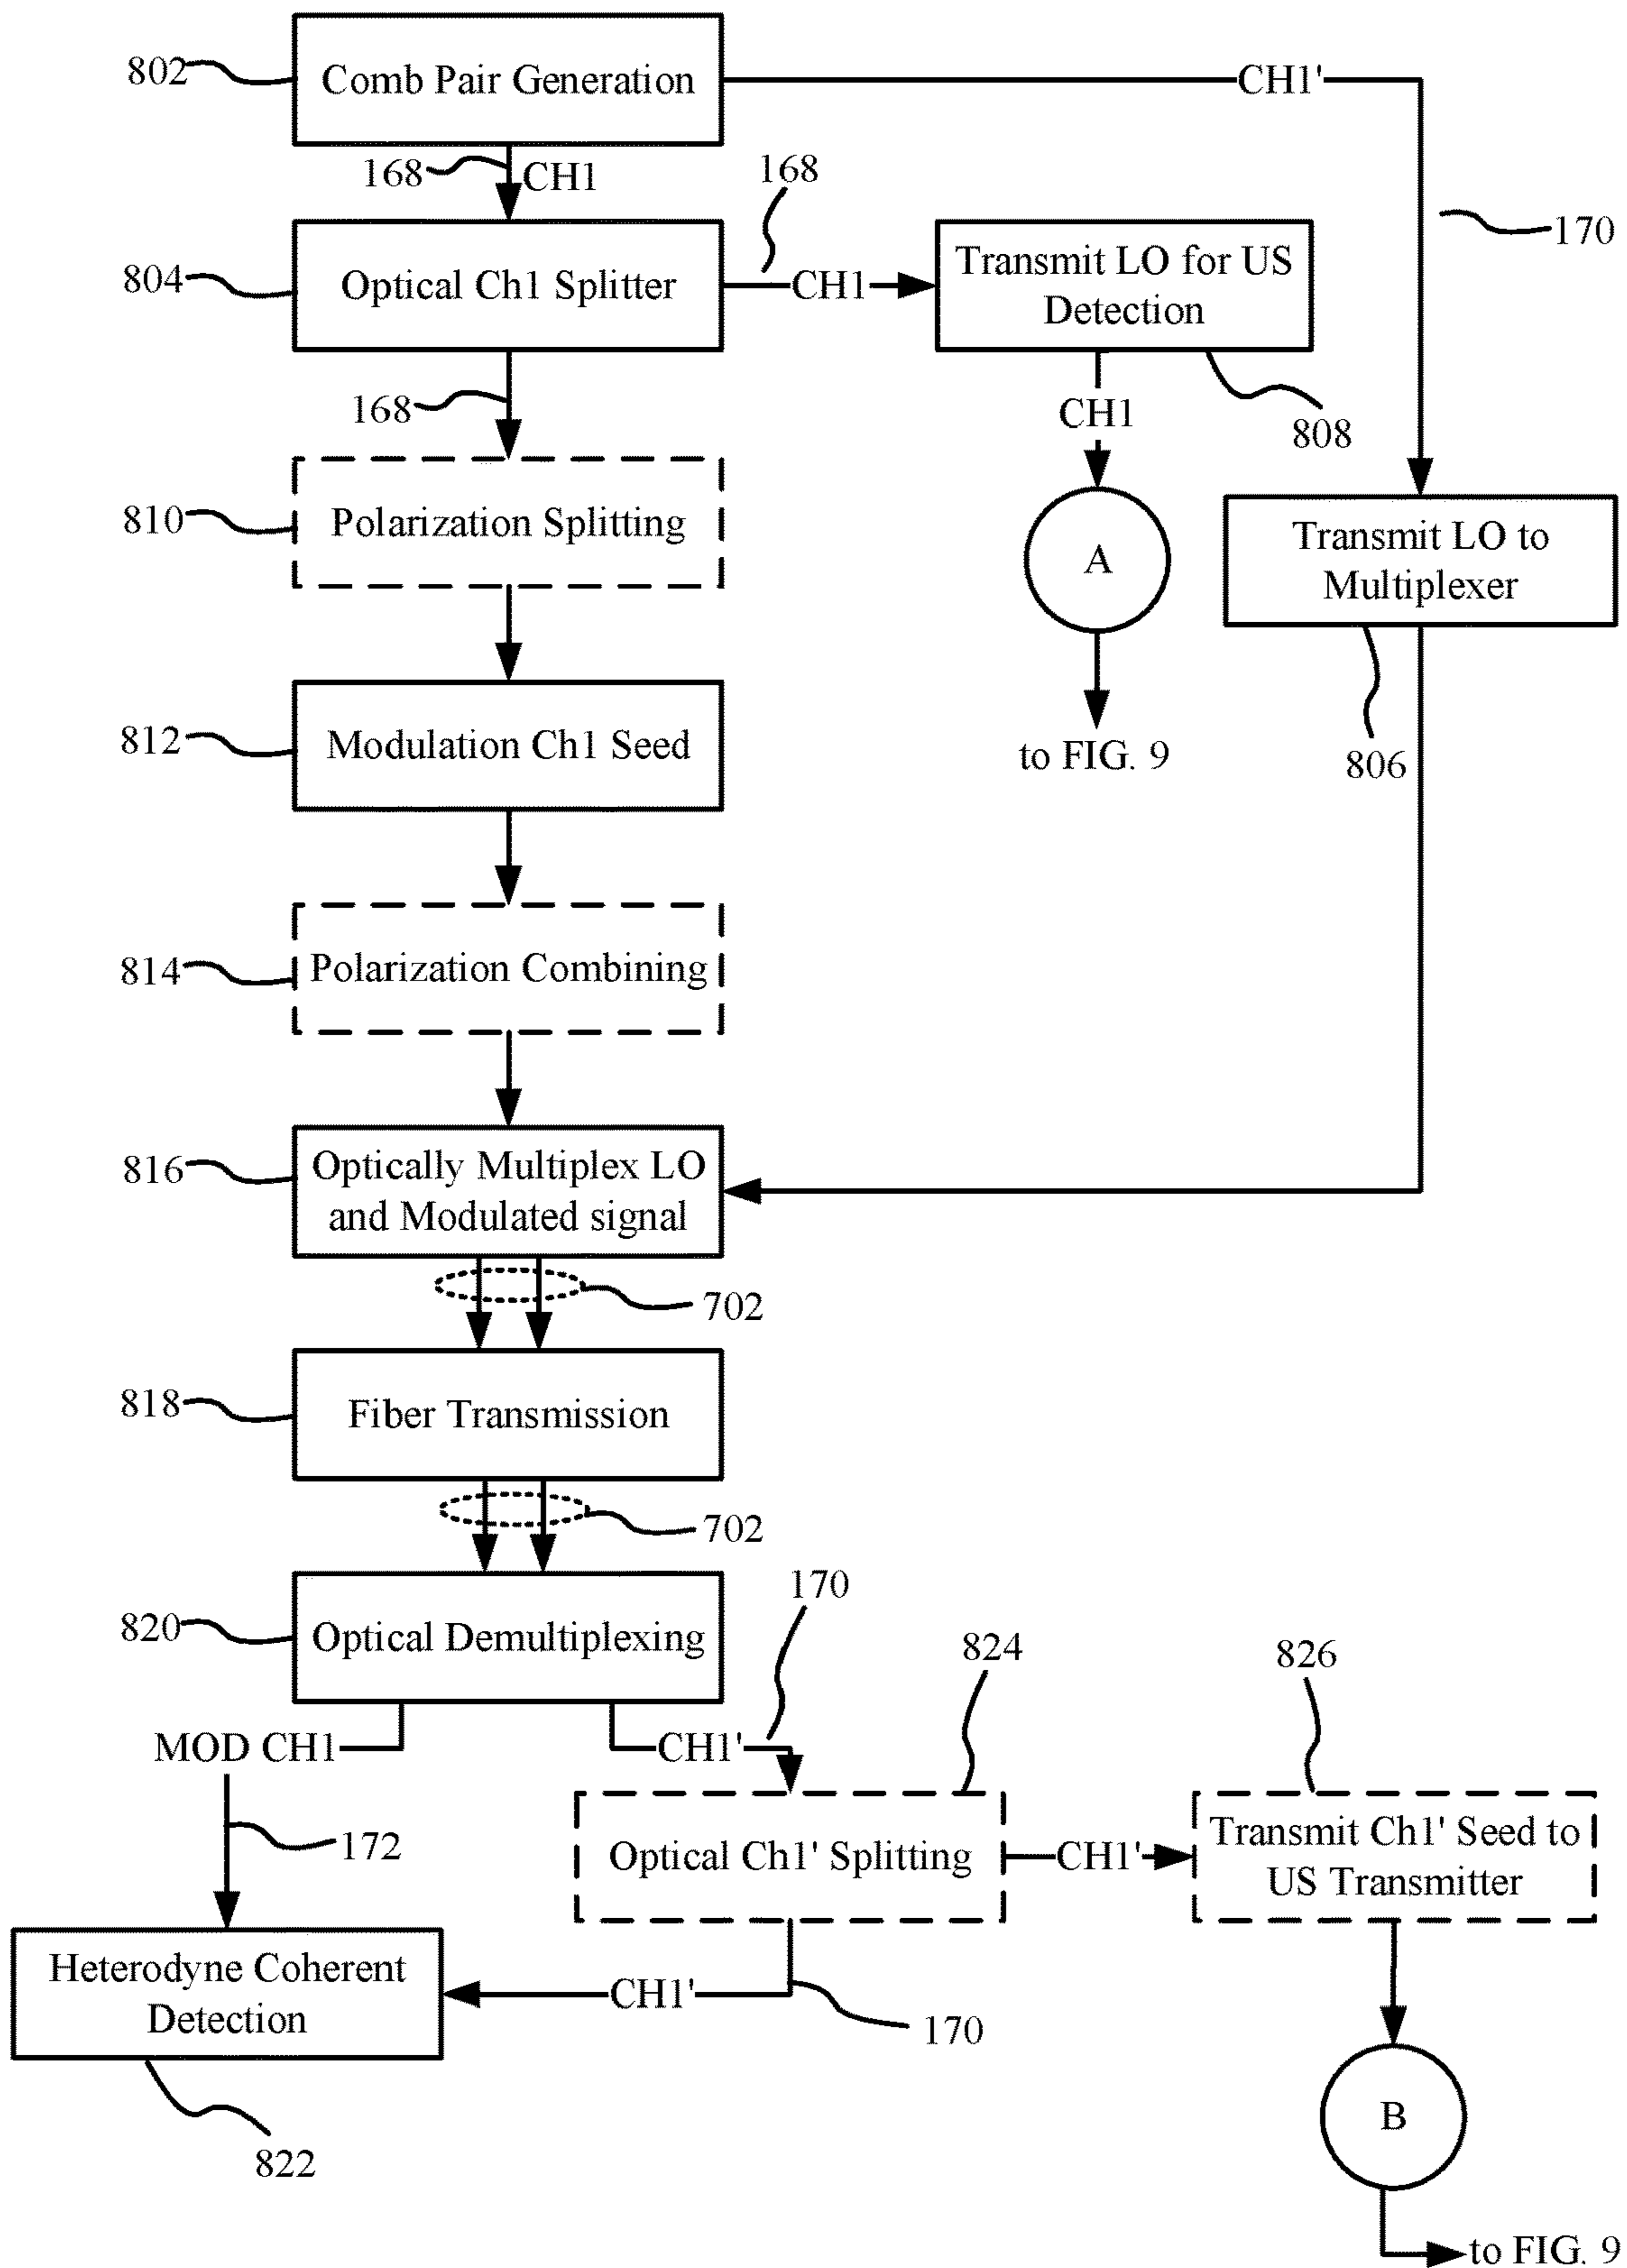 802
Comb Pair Generation
CH1'
168
CH1
168
170
804
Optical Ch1 Splitter
CH1
Transmit LO for US
Detection
168
CH1
808
810
Polarization Splitting
A
Transmit LO to
Multiplexer
812
Modulation Ch1 Seed
to FIG. 9
806
814
Polarization Combining
816
Optically Multiplex LO
and Modulated signal
702
818
Fiber Transmission
702
820
Optical Demultiplexing
170
824
826
MOD CH1
CH1'
172
Optical Ch1' Splitting
CH1'
Transmit Ch1' Seed to
US Transmitter
Heterodyne Coherent
Detection
CH1'
170
822
B
to FIG. 9